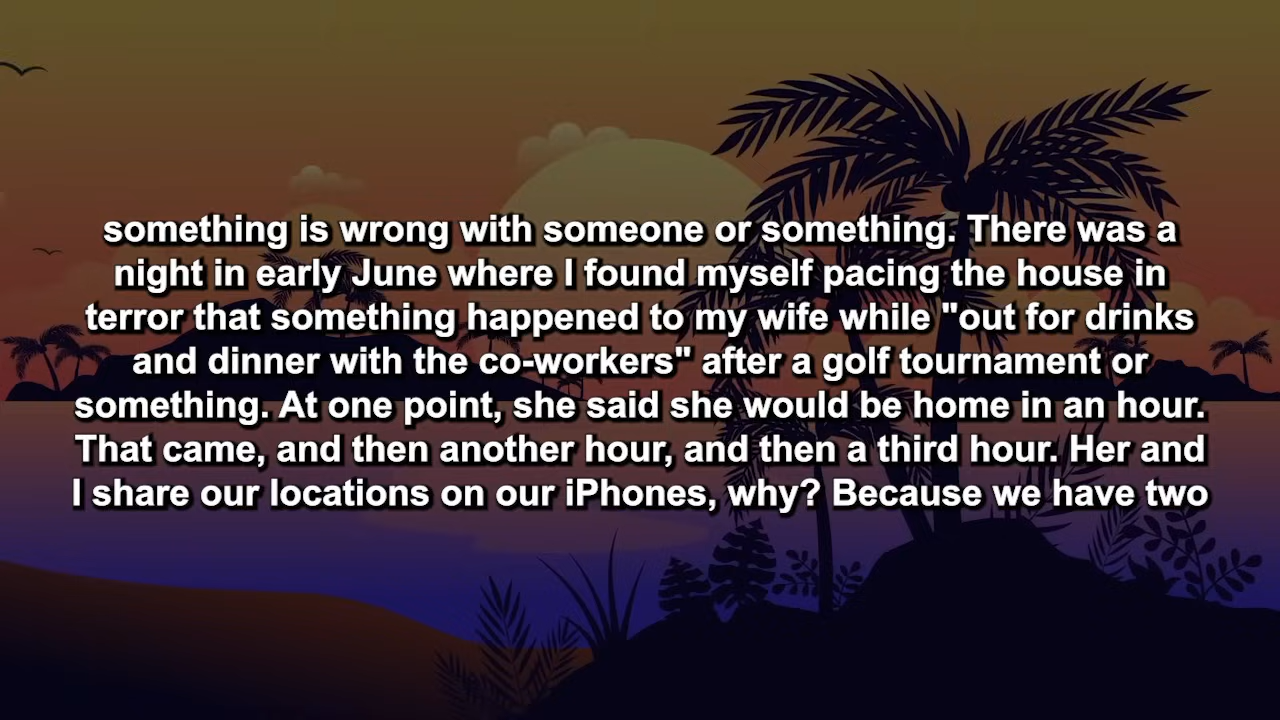 something is wrong with someone or something. There was a
night in early June where I found myself pacing the house in
terror that something happened to my wife while "out for drinks
and dinner with the co-workers" after a golf tournament or
something. At one point, she said she would be home in an hour.
That came, and then another hour, and then a third hour. Her and
I share our locations on our iPhones, why? Because we have two